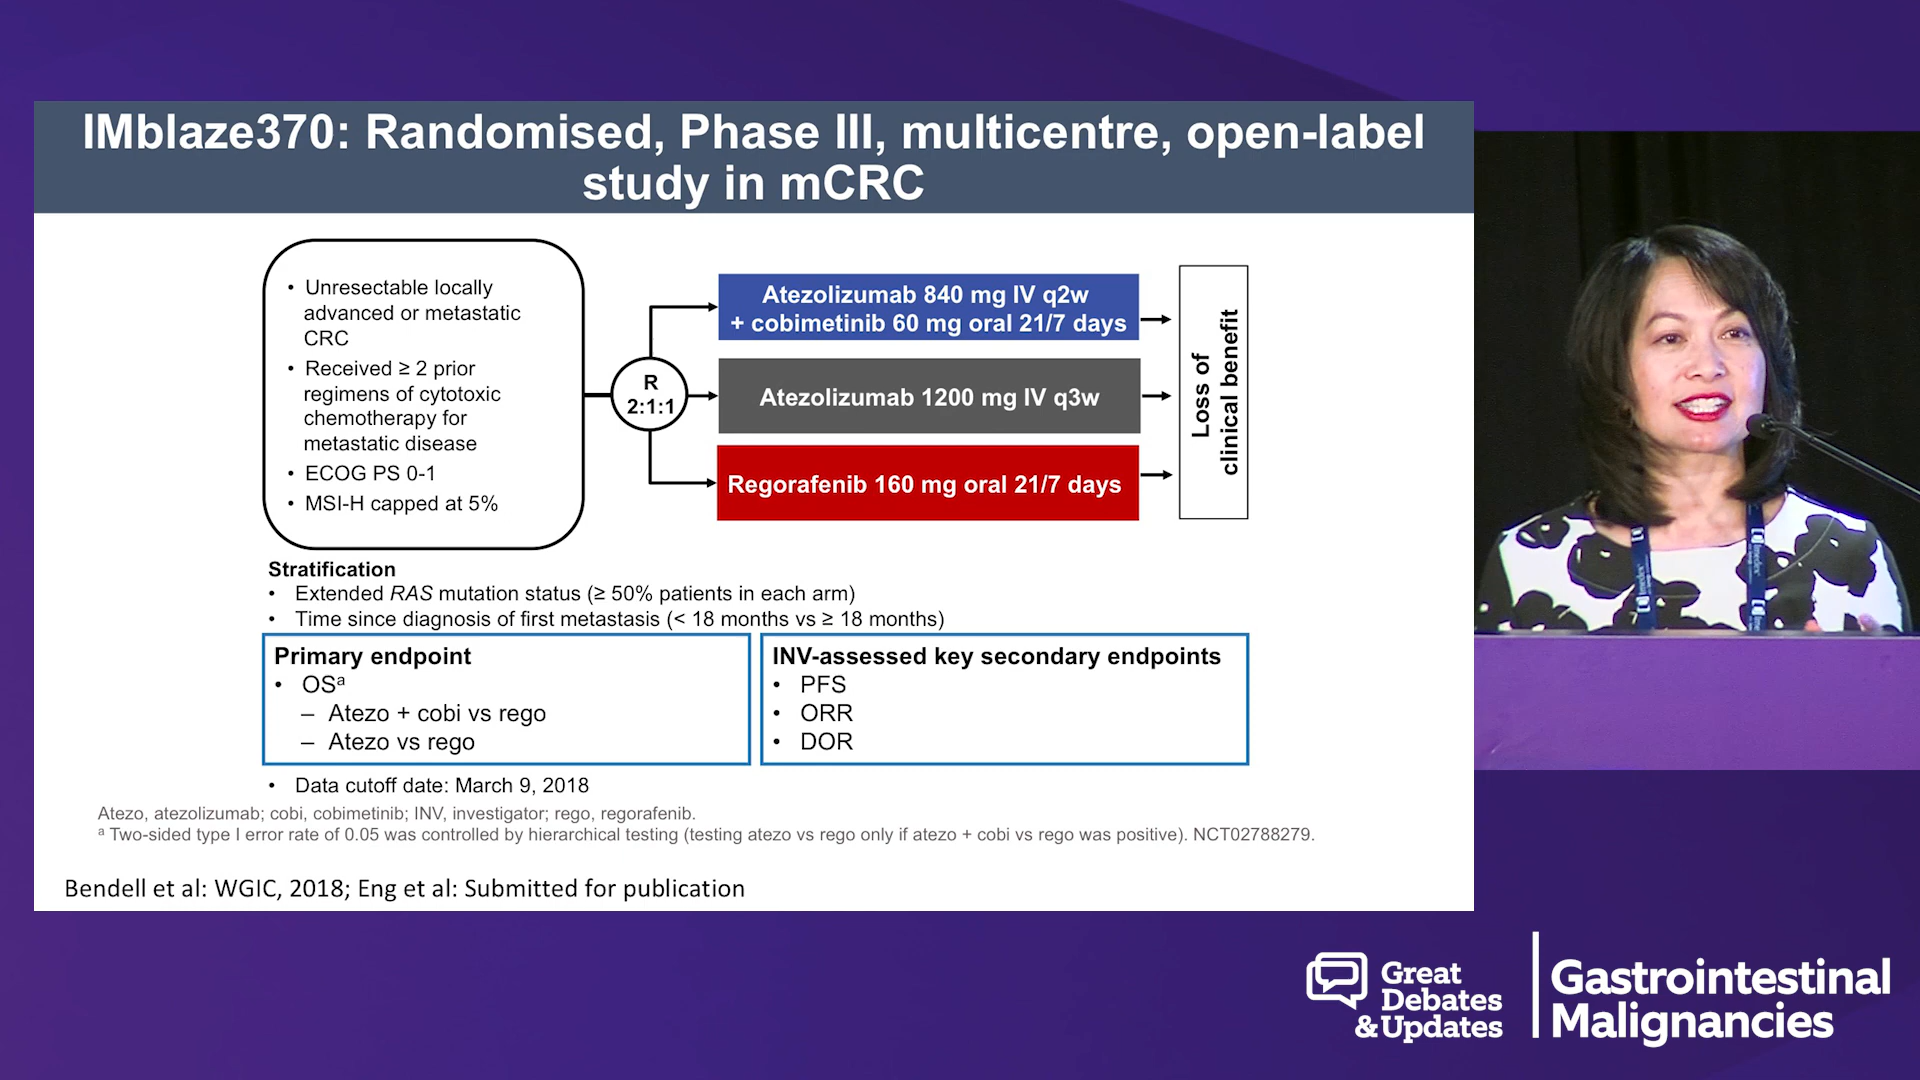 IMblaze370: Randomised, Phase III, multicentre, open-label
study in mCRC
• Unresectable locally
advanced or metastatic
CRC
• Received ≥ 2 prior
regimens of cytotoxic
chemotherapy for
metastatic disease
• ECOG PS 0-1
• MSI-H capped at 5%
R
2:1:1
Atezolizumab 840 mg IV q2w
+ cobimetinib 60 mg oral 21/7 days
Atezolizumab 1200 mg IV q3w
Regorafenib 160 mg oral 21/7 days
Loss of
clinical benefit
Stratification
• Extended RAS mutation status (≥ 50% patients in each arm)
• Time since diagnosis of first metastasis (< 18 months vs ≥ 18 months)
Primary endpoint
• OSᵃ
– Atezo + cobi vs rego
– Atezo vs rego
INV-assessed key secondary endpoints
• PFS
• ORR
• DOR
• Data cutoff date: March 9, 2018
Atezo, atezolizumab; cobi, cobimetinib; INV, investigator; rego, regorafenib.
ᵃ Two-sided type I error rate of 0.05 was controlled by hierarchical testing (testing atezo vs rego only if atezo + cobi vs rego was positive). NCT02788279.
Bendell et al: WGIC, 2018; Eng et al: Submitted for publication
imedex
Great
Debates
& Updates
Gastrointestinal
Malignancies